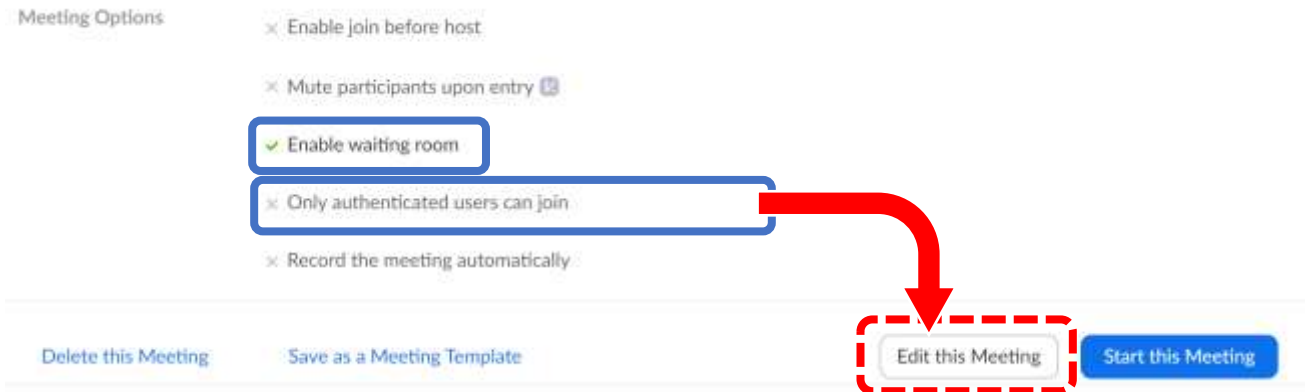 Meeting Options
× Enable join before host
× Mute participants upon entry
✓ Enable waiting room
× Only authenticated users can join
× Record the meeting automatically
Delete this Meeting Save as a Meeting Template Edit this Meeting Start this Meeting